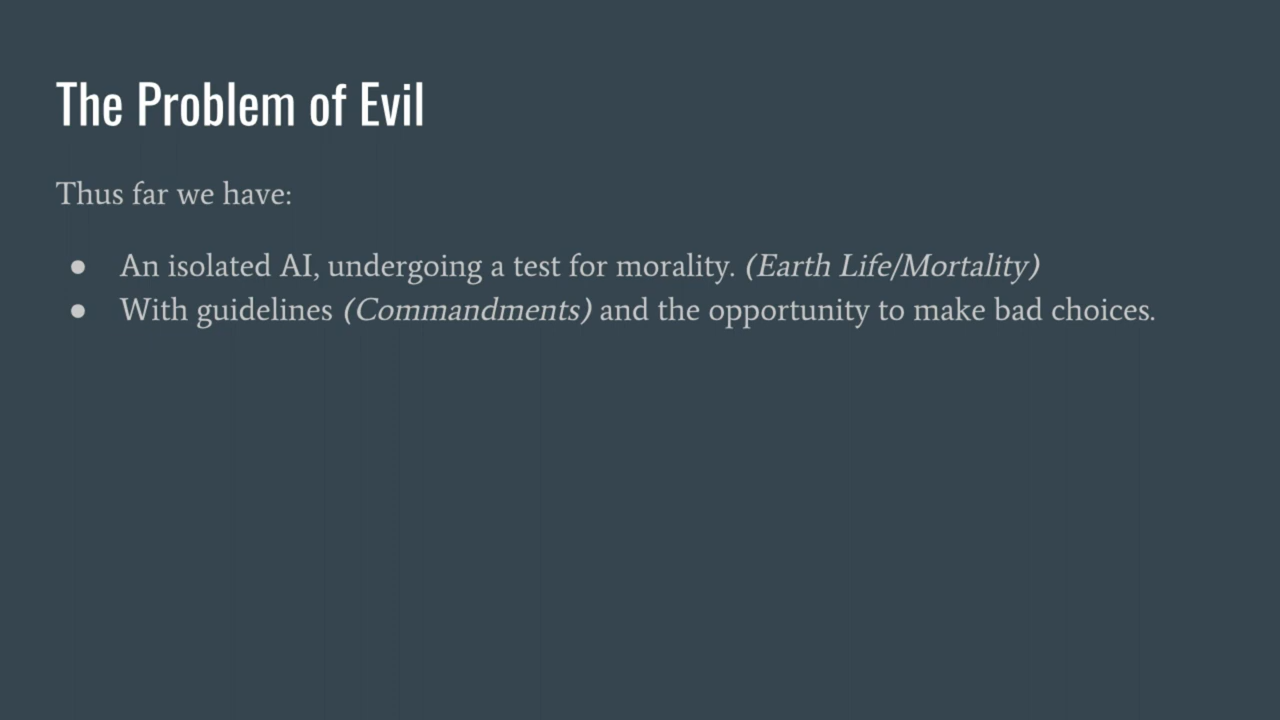 The Problem of Evil
Thus far we have:
● An isolated AI, undergoing a test for morality. (Earth Life/Mortality)
● With guidelines (Commandments) and the opportunity to make bad choices.